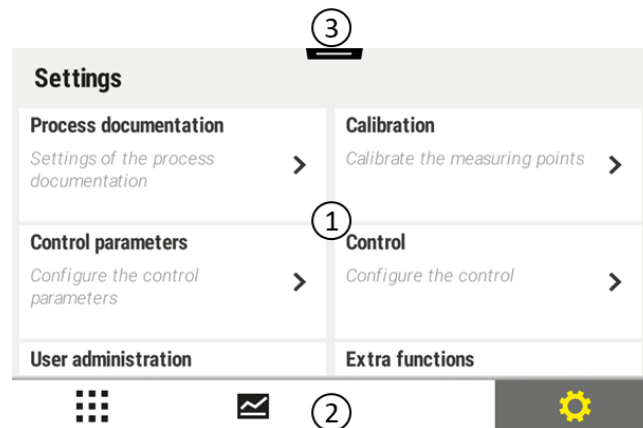 ③
Settings
Process documentation
Settings of the process
documentation
Calibration
Calibrate the measuring points
①
Control parameters
Configure the control
parameters
Control
Configure the control
User administration
Extra functions
②